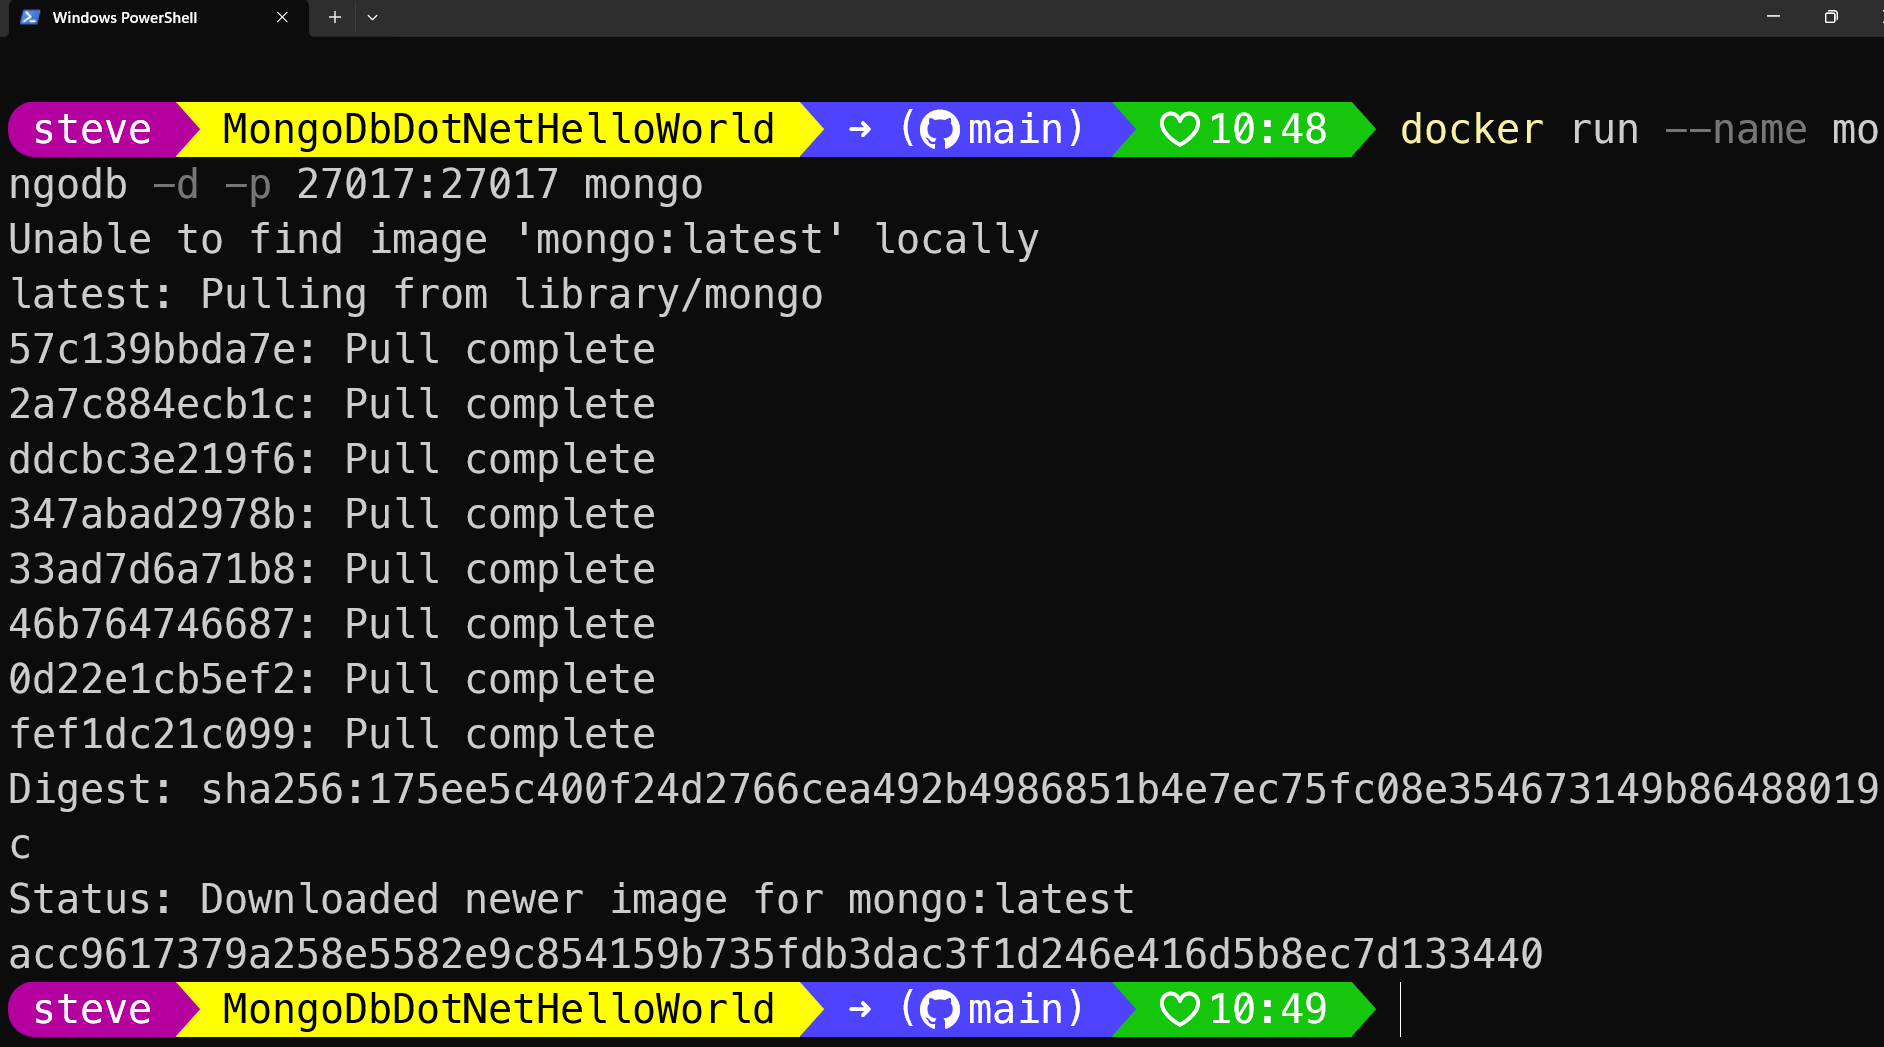 Windows PowerShell
steve MongoDbDotNetHelloWorld → (main) ♡10:48 docker run --name mo
ngodb -d -p 27017:27017 mongo
Unable to find image 'mongo:latest' locally
latest: Pulling from library/mongo
57c139bbda7e: Pull complete
2a7c884ecb1c: Pull complete
ddcbc3e219f6: Pull complete
347abad2978b: Pull complete
33ad7d6a71b8: Pull complete
46b764746687: Pull complete
0d22e1cb5ef2: Pull complete
fef1dc21c099: Pull complete
Digest: sha256:175ee5c400f24d2766cea492b4986851b4e7ec75fc08e354673149b86488019
c
Status: Downloaded newer image for mongo:latest
acc9617379a258e5582e9c854159b735fdb3dac3f1d246e416d5b8ec7d133440
steve MongoDbDotNetHelloWorld → (main) ♡10:49